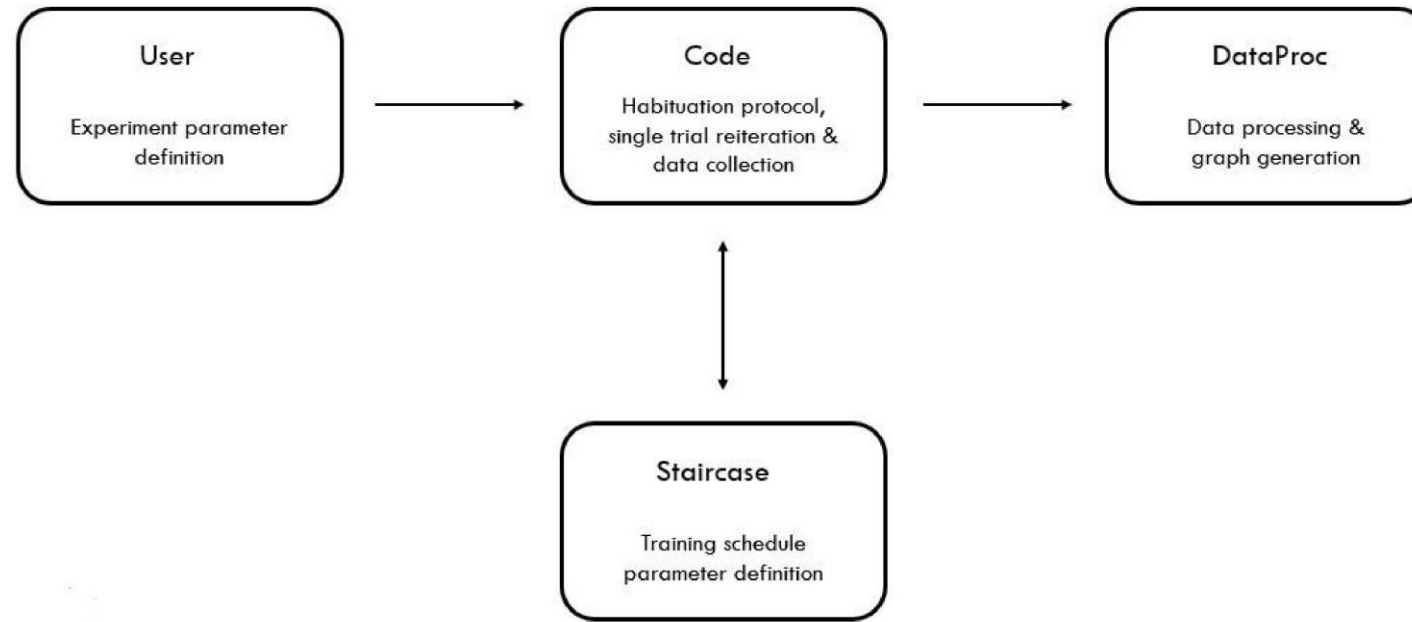 User
Experiment parameter
definition
Code
Habituation protocol,
single trial reiteration &
data collection
DataProc
Data processing &
graph generation
Staircase
Training schedule
parameter definition